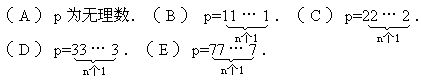 (A) p 为无理数. (B) p=11 … 1. (C) p=22 … 2.
n个1 n个1
(D) p=33 … 3. (E) p=77 … 7.
n个1 n个1